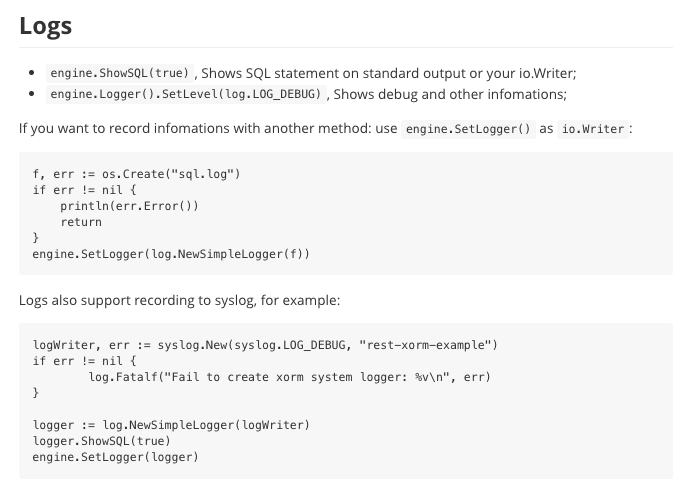 Logs
• engine.ShowSQL(true) , Shows SQL statement on standard output or your io.Writer;
• engine.Logger().SetLevel(log.LOG_DEBUG) , Shows debug and other infomations;
If you want to record infomations with another method: use engine.SetLogger() as io.Writer :
f, err := os.Create("sql.log")
if err != nil {
    println(err.Error())
    return
}
engine.SetLogger(log.NewSimpleLogger(f))
Logs also support recording to syslog, for example:
logWriter, err := syslog.New(syslog.LOG_DEBUG, "rest-xorm-example")
if err != nil {
        log.Fatalf("Fail to create xorm system logger: %v\n", err)
}
logger := log.NewSimpleLogger(logWriter)
logger.ShowSQL(true)
engine.SetLogger(logger)